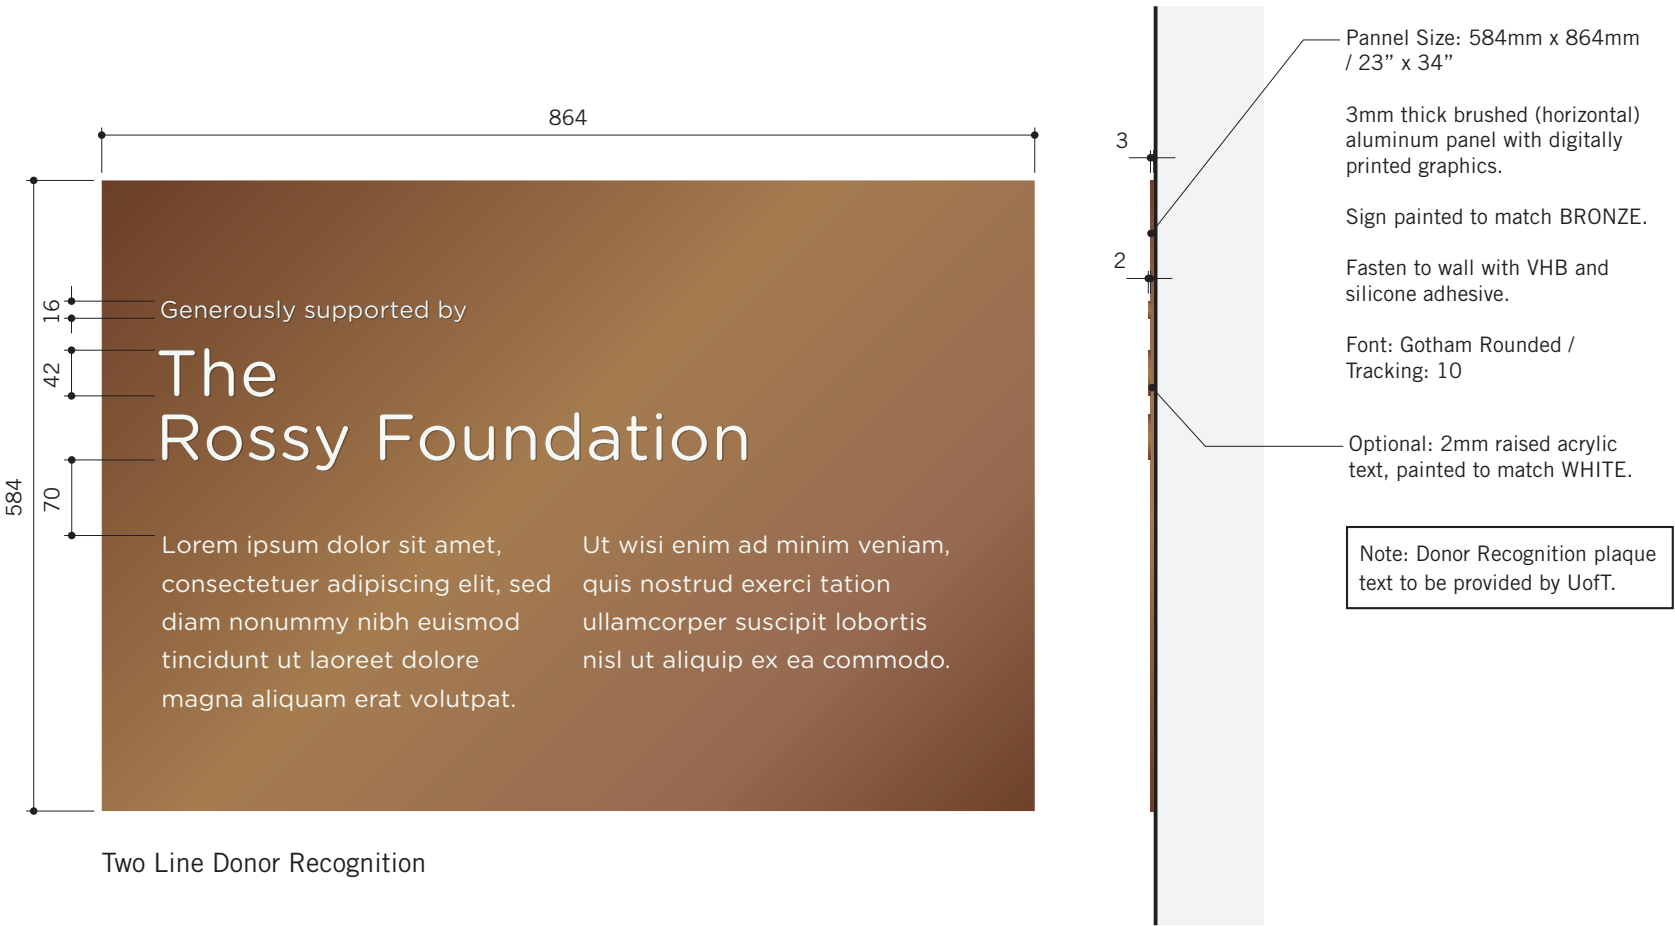 864
584
16
42
70
Generously supported by
The
Rossy Foundation
Lorem ipsum dolor sit amet,
consectetuer adipiscing elit, sed
diam nonummy nibh euismod
tincidunt ut laoreet dolore
magna aliquam erat volutpat.
Ut wisi enim ad minim veniam,
quis nostrud exerci tation
ullamcorper suscipit lobortis
nisl ut aliquip ex ea commodo.
Two Line Donor Recognition
3
2
Pannel Size: 584mm x 864mm
/ 23” x 34”
3mm thick brushed (horizontal)
aluminum panel with digitally
printed graphics.
Sign painted to match BRONZE.
Fasten to wall with VHB and
silicone adhesive.
Font: Gotham Rounded /
Tracking: 10
Optional: 2mm raised acrylic
text, painted to match WHITE.
Note: Donor Recognition plaque
text to be provided by UofT.